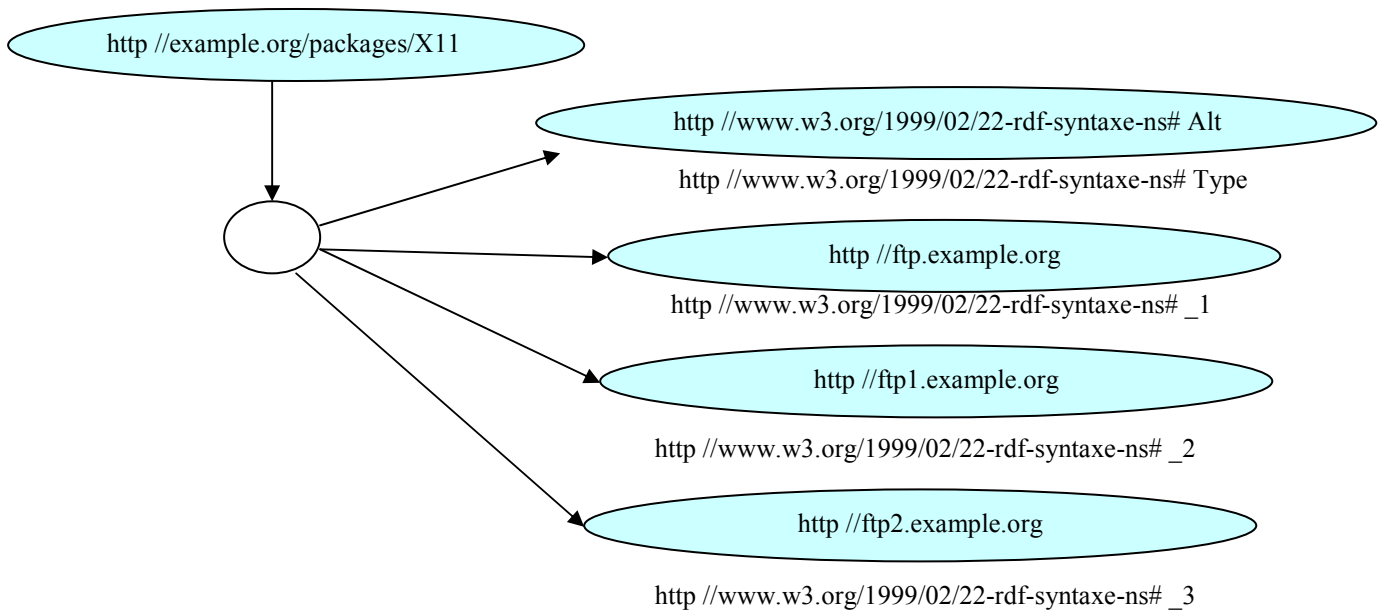 http //example.org/packages/X11
http //www.w3.org/1999/02/22-rdf-syntaxe-ns# Alt
http //www.w3.org/1999/02/22-rdf-syntaxe-ns# Type
http //ftp.example.org
http //www.w3.org/1999/02/22-rdf-syntaxe-ns# _1
http //ftp1.example.org
http //www.w3.org/1999/02/22-rdf-syntaxe-ns# _2
http //ftp2.example.org
http //www.w3.org/1999/02/22-rdf-syntaxe-ns# _3